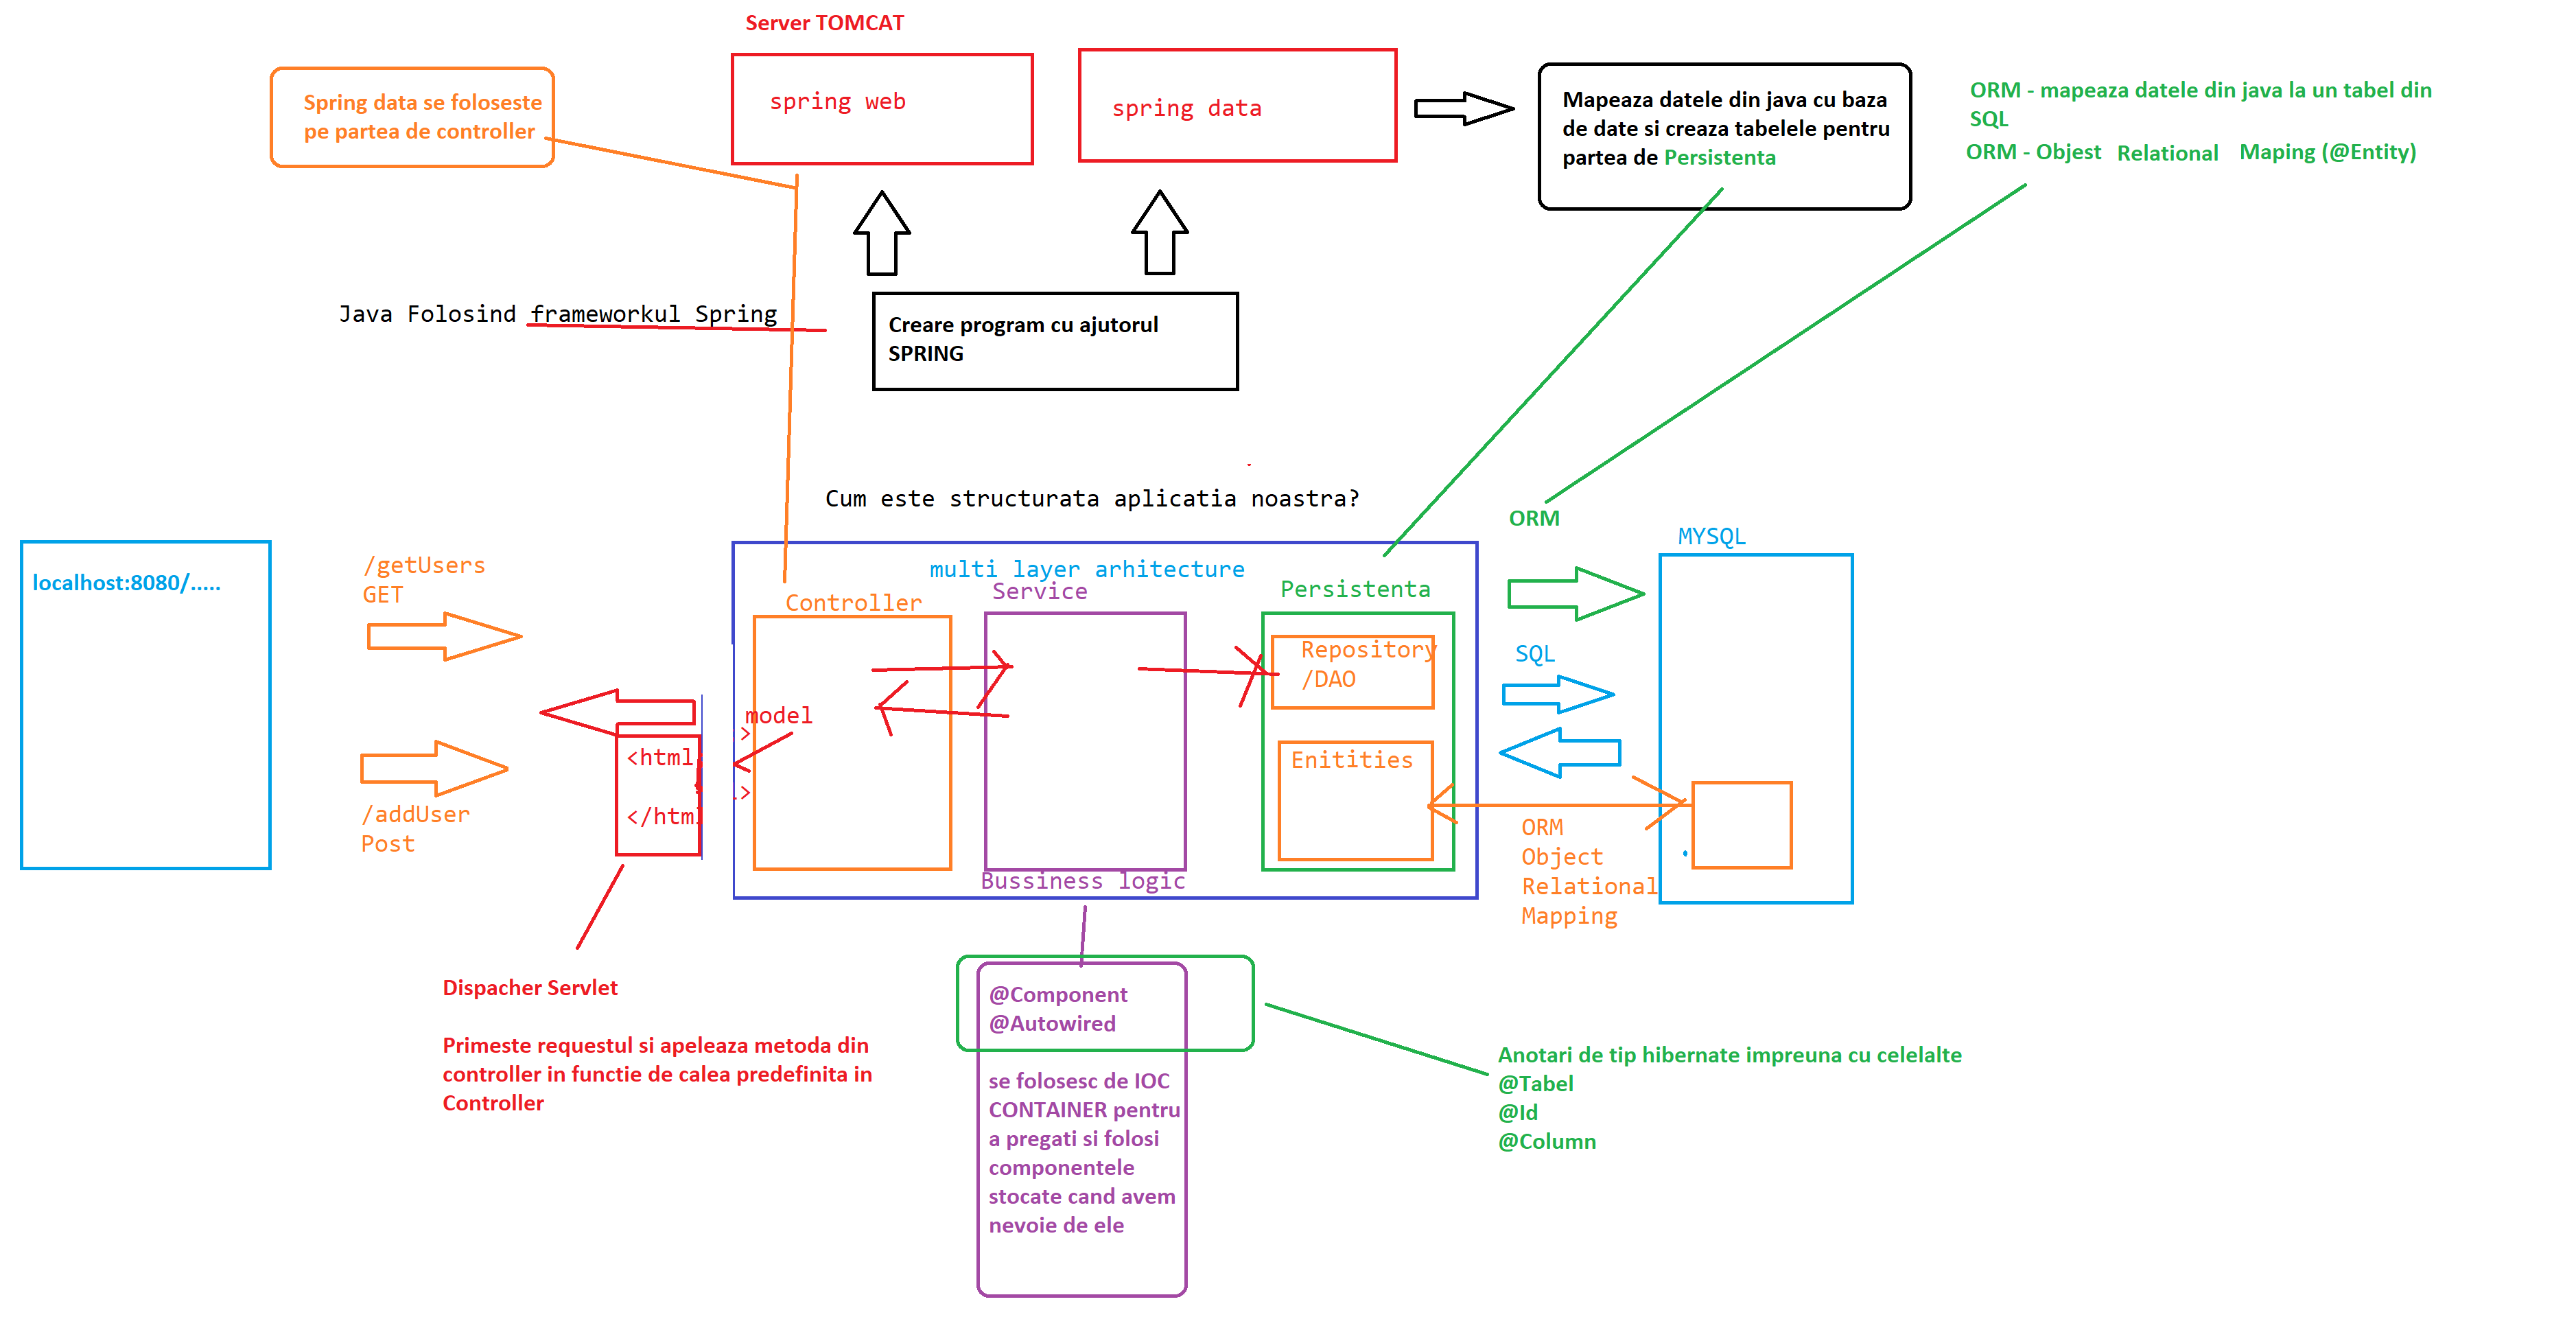 Server TOMCAT
Spring data se foloseste
pe partea de controller
spring web
spring data
Mapeaza datele din java cu baza
de date si creaza tabelele pentru
partea de Persistenta
ORM - mapeaza datele din java la un tabel din
SQL
ORM - Objest Relational Maping (@Entity)
Java Folosind frameworkul Spring
Creare program cu ajutorul
SPRING
Cum este structurata aplicatia noastra?
localhost:8080/.....
/getUsers
GET
/addUser
Post
<html
>
</html
>
model
multi layer arhitecture
Controller
Service
Persistenta
Repository
/DAO
Enitities
Bussiness logic
ORM
SQL
MYSQL
ORM
Object
Relational
Mapping
Dispacher Servlet
Primeste requestul si apeleaza metoda din
controller in functie de calea predefinita in
Controller
@Component
@Autowired
se folosesc de IOC
CONTAINER pentru
a pregati si folosi
componentele
stocate cand avem
nevoie de ele
Anotari de tip hibernate impreuna cu celelalte
@Tabel
@Id
@Column